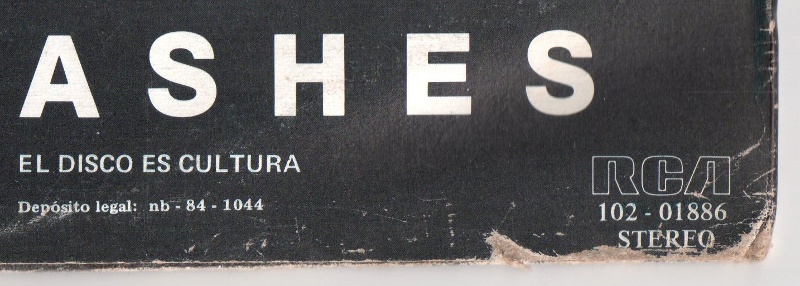 ASHES
EL DISCO ES CULTURA
Depósito legal: nb - 84 - 1044
RCA
102 - 01886
STEREO